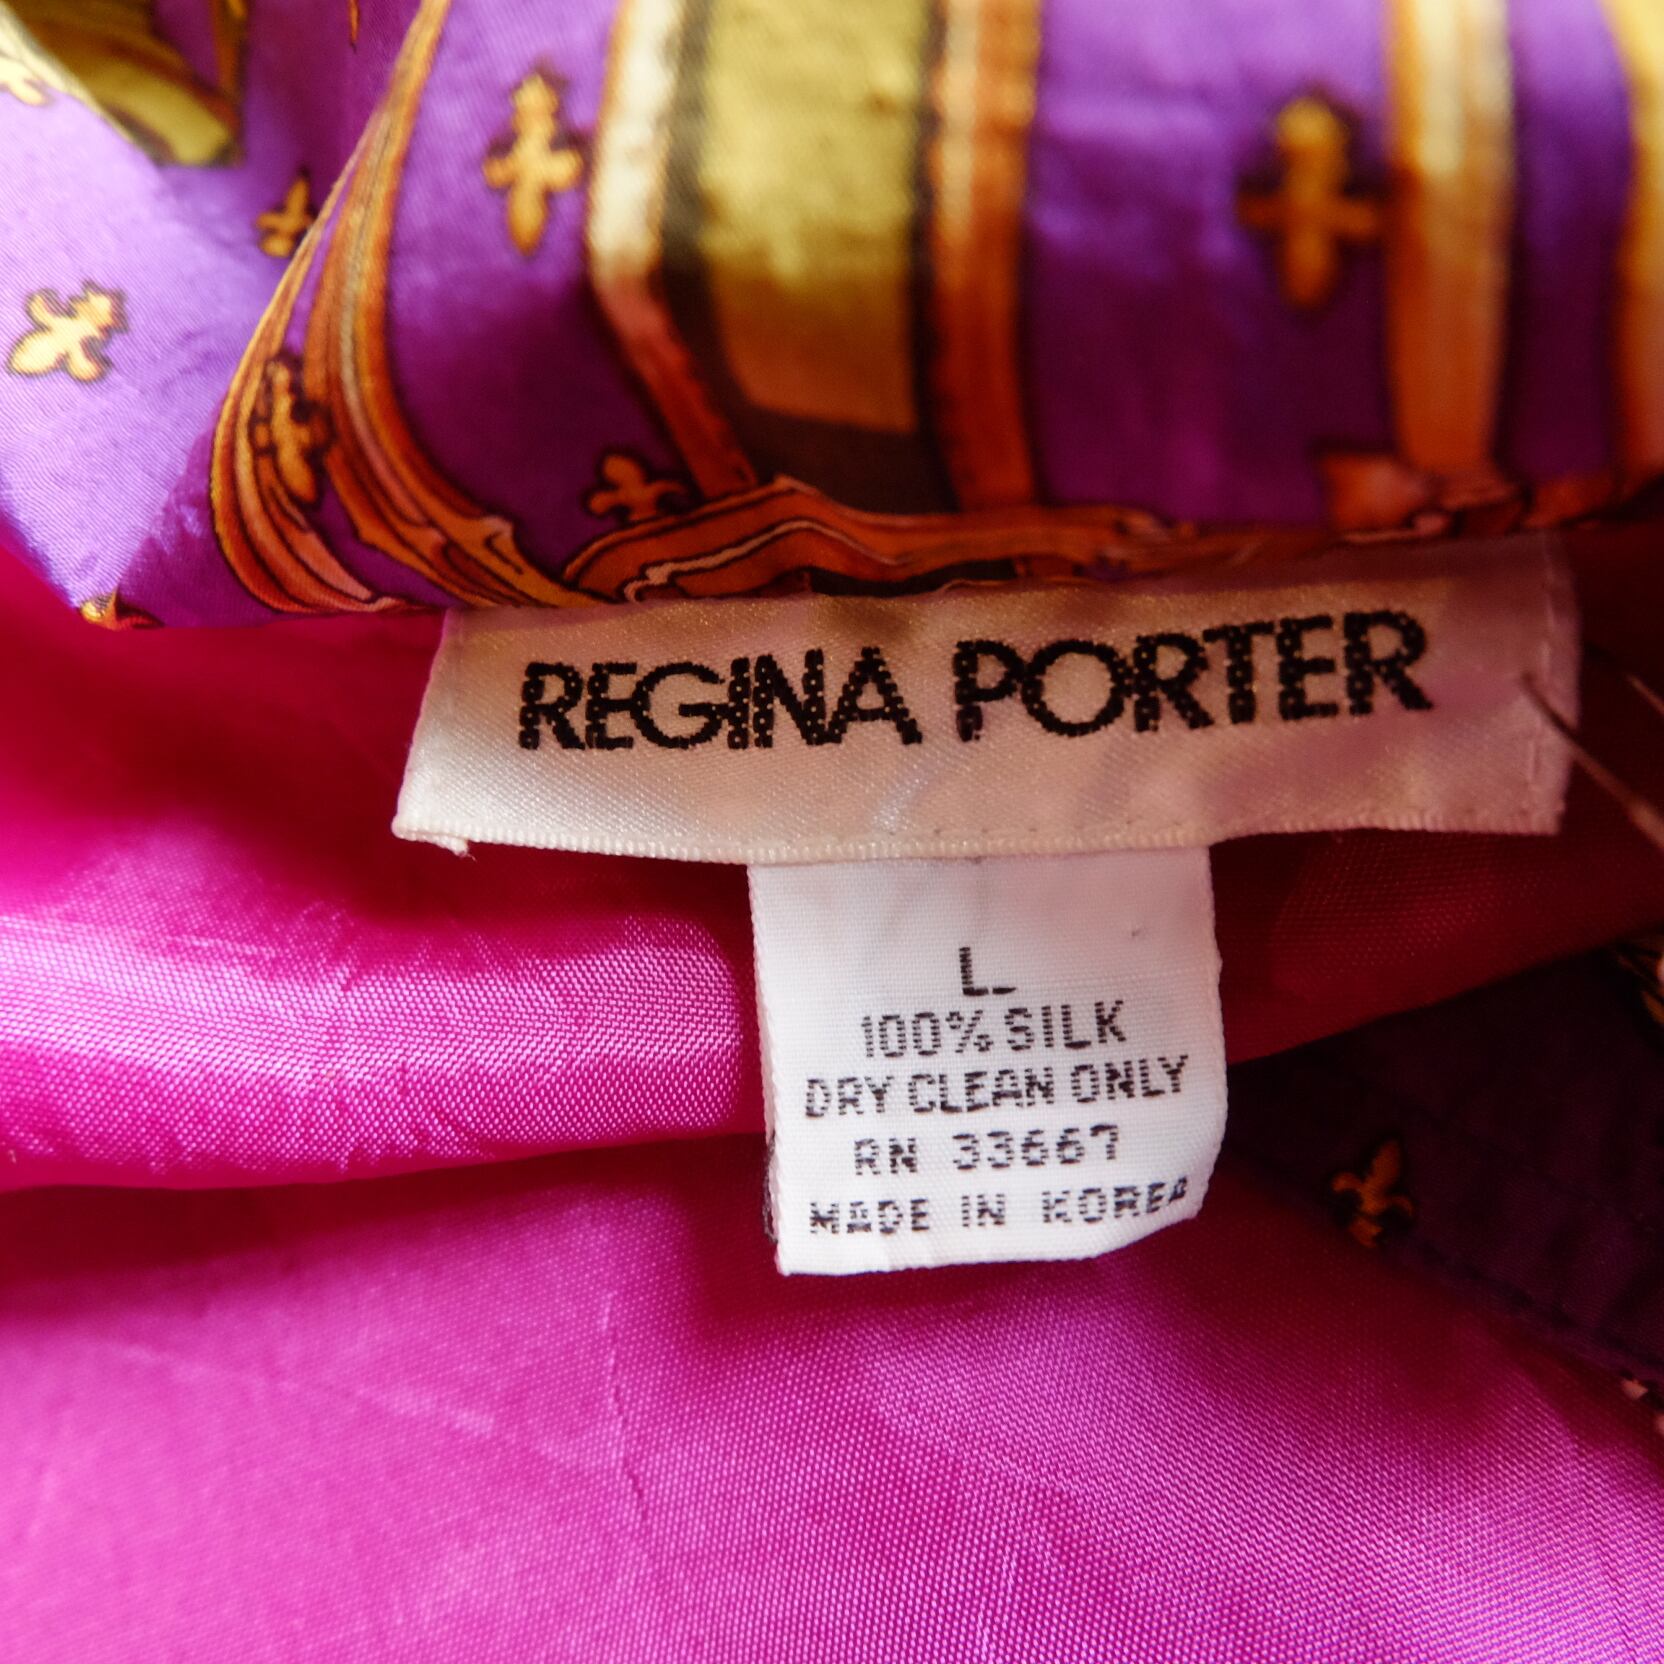 REGINA PORTER
L
100% SILK
DRY CLEAN ONLY
RN 33667
MADE IN KOREA